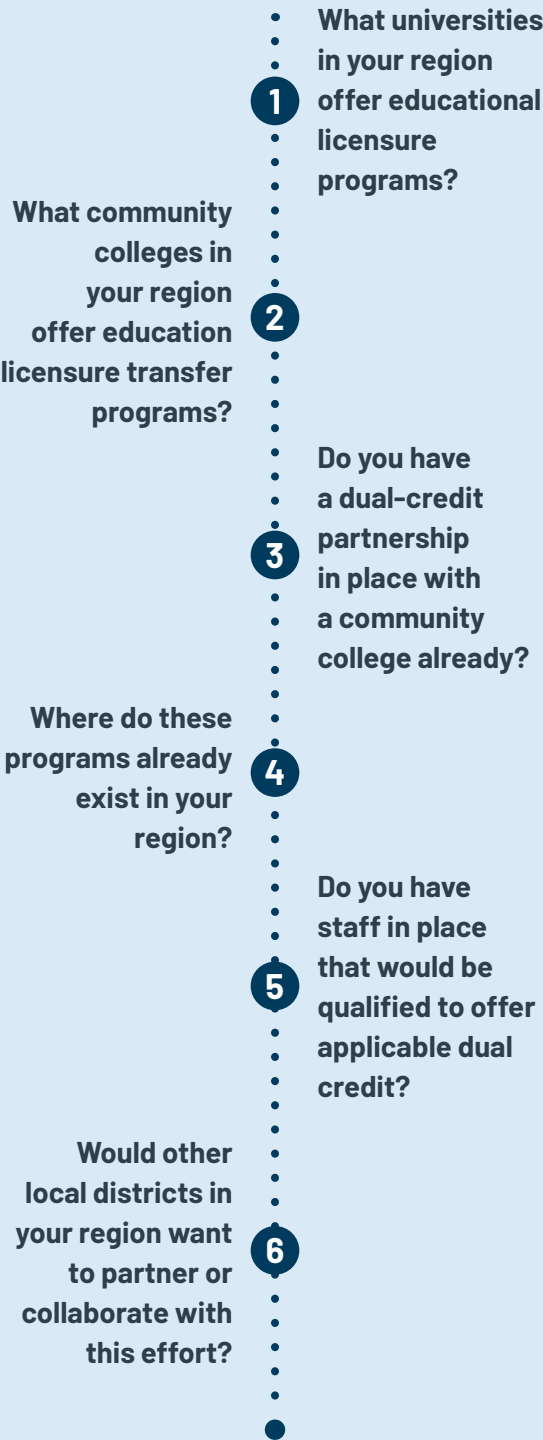 What universities
in your region
1
offer educational
licensure
programs?
What community
colleges in
your region
2
offer education
licensure transfer
programs?
Do you have
a dual-credit
partnership
3
in place with
a community
college already?
Where do these
programs already
4
exist in your
region?
Do you have
staff in place
that would be
5
qualified to offer
applicable dual
credit?
Would other
local districts in
your region want
6
to partner or
collaborate with
this effort?